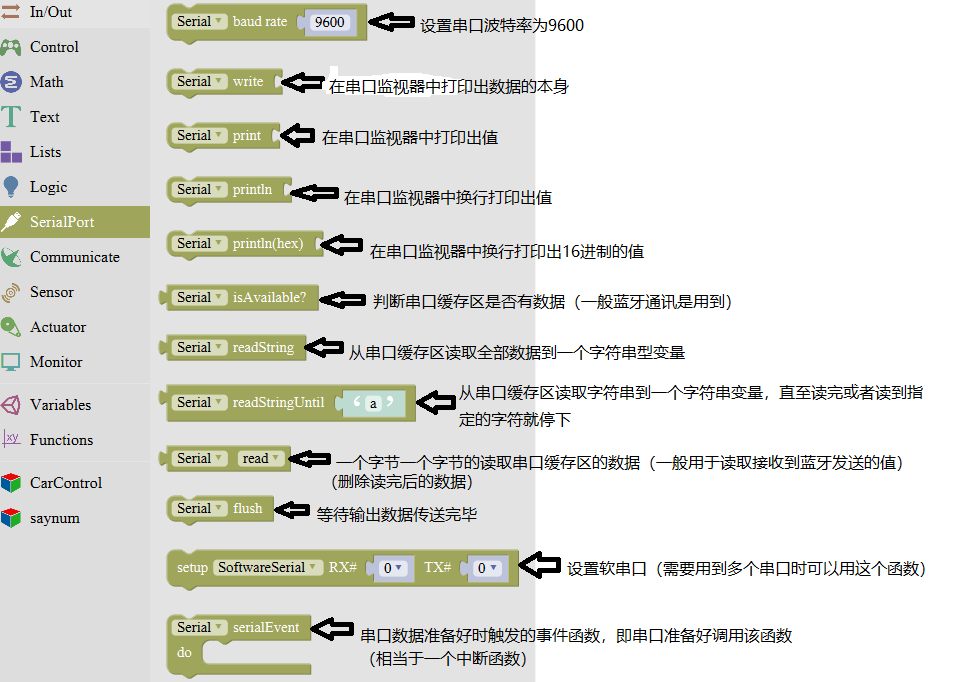 In/Out
Control
Math
Text
Lists
Logic
SerialPort
Communicate
Sensor
Actuator
Monitor
Variables
Functions
CarControl
saynum
Serial baud rate 9600 设置串口波特率为9600
Serial write 在串口监视器中打印出数据的本身
Serial print 在串口监视器中打印出值
Serial println 在串口监视器中换行打印出值
Serial println(hex) 在串口监视器中换行打印出16进制的值
Serial isAvailable? 判断串口缓存区是否有数据（一般蓝牙通讯是用到）
Serial readString 从串口缓存区读取全部数据到一个字符串型变量
Serial readStringUntil ‘ a ’ 从串口缓存区读取字符串到一个字符串变量，直至读完或者读到指
定的字符就停下
Serial read 一个字节一个字节的读取串口缓存区的数据（一般用于读取接收到蓝牙发送的值）
（删除读完后的数据）
Serial flush 等待输出数据传送完毕
setup SoftwareSerial RX# 0 TX# 0 设置软串口（需要用到多个串口时可以用这个函数）
Serial serialEvent 串口数据准备好时触发的事件函数，即串口准备好调用该函数
do （相当于一个中断函数）